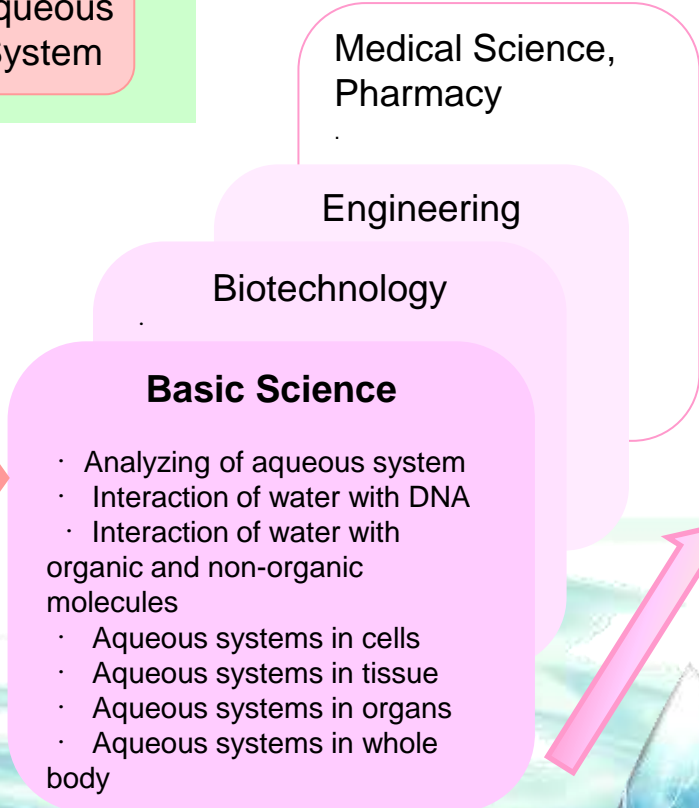 System
Medical Science,
Pharmacy
·
Engineering
Biotechnology
·
Basic Science
· Analyzing of aqueous system
· Interaction of water with DNA
· Interaction of water with
organic and non-organic
molecules
· Aqueous systems in cells
· Aqueous systems in tissue
· Aqueous systems in organs
· Aqueous systems in whole
body